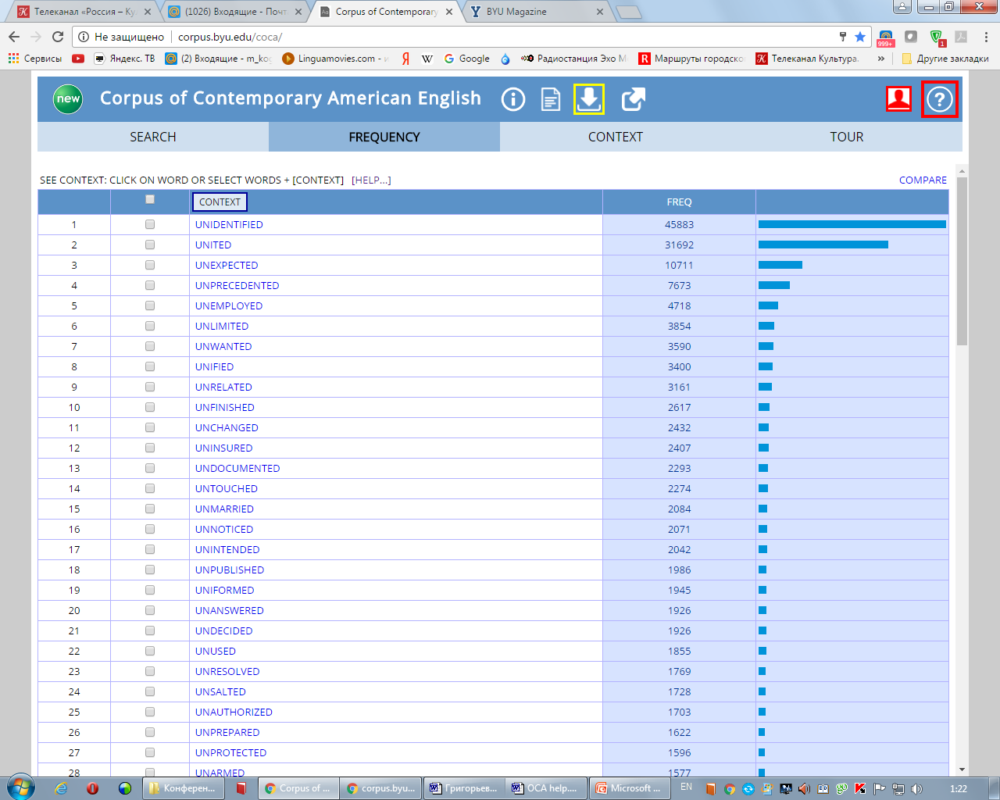 Телеканал «Россия – Ку
(1026) Входящие - Почт
Corpus of Contemporary
BYU Magazine
Не защищено
corpus.byu.edu/coca/
999+
1
Сервисы
Яндекс. ТВ
(2) Входящие - m_ko
Linguamovies.com - и
Google
Радиостанция Эхо М
Маршруты городско
Телеканал Культура.
»
Другие закладки
new
Corpus of Contemporary American English
SEARCH
FREQUENCY
CONTEXT
TOUR
SEE CONTEXT: CLICK ON WORD OR SELECT WORDS + [CONTEXT] [HELP...]
COMPARE
CONTEXT
FREQ
1 UNIDENTIFIED 45883
2 UNITED 31692
3 UNEXPECTED 10711
4 UNPRECEDENTED 7673
5 UNEMPLOYED 4718
6 UNLIMITED 3854
7 UNWANTED 3590
8 UNIFIED 3400
9 UNRELATED 3161
10 UNFINISHED 2617
11 UNCHANGED 2432
12 UNINSURED 2407
13 UNDOCUMENTED 2293
14 UNTOUCHED 2274
15 UNMARRIED 2084
16 UNNOTICED 2071
17 UNINTENDED 2042
18 UNPUBLISHED 1986
19 UNIFORMED 1945
20 UNANSWERED 1926
21 UNDECIDED 1926
22 UNUSED 1855
23 UNRESOLVED 1769
24 UNSALTED 1728
25 UNAUTHORIZED 1703
26 UNPREPARED 1622
27 UNPROTECTED 1596
28 UNARMED 1577
Конферен...
Corpus of ...
corpus.byu...
Григорьев...
OCA help....
Microsoft ...
EN
1:22